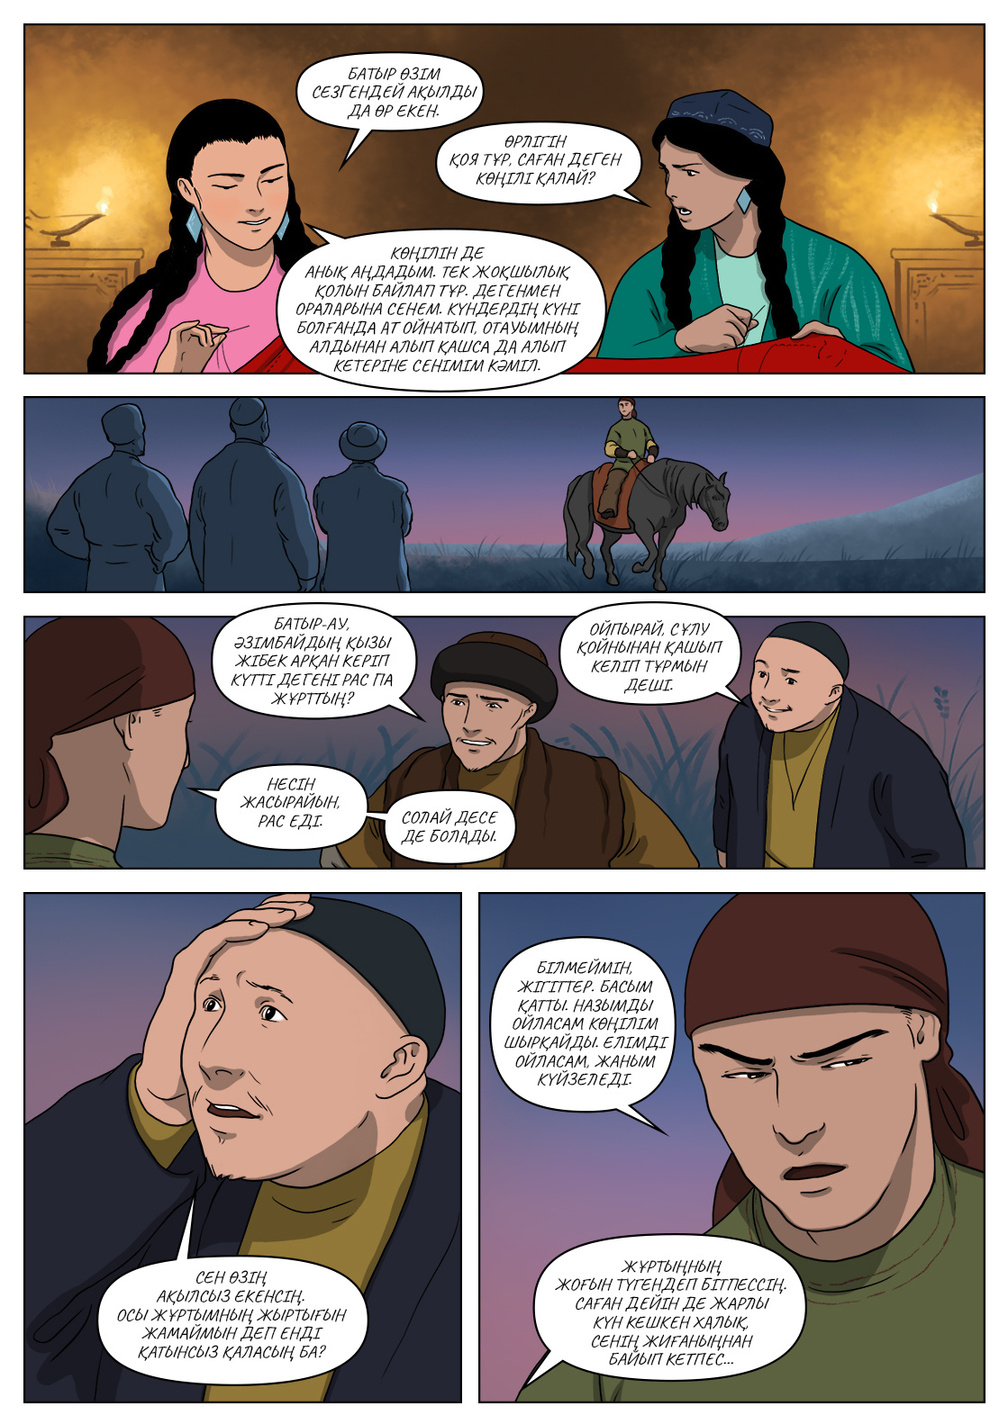 БАТЫР ӨЗІМ
СЕЗГЕНДЕЙ АҚЫЛДЫ
ДА ӨР ЕКЕН.
ӨРЛІГІН
ҚОЯ ТҰР, САҒАН ДЕГЕН
КӨҢІЛІ ҚАЛАЙ?
КӨҢІЛІН ДЕ
АНЫҚ АҢДАДЫМ. ТЕК ЖОҚШЫЛЫҚ
ҚОЛЫН БАЙЛАП ТҰР. ДЕГЕНМЕН
ОРАЛАРЫНА СЕНЕМ. КҮНДЕРДІҢ КҮНІ
БОЛҒАНДА АТ ОЙНАТЫП, ОТАУЫМНЫҢ
АЛДЫНАН АЛЫП ҚАШСА ДА АЛЫП
КЕТЕРІНЕ СЕНІМІМ КӘМІЛ.
БАТЫР-АУ,
ӘЗІМБАЙДЫҢ ҚЫЗЫ
ЖІБЕК АРҚАН КЕРІП
КҮТТІ ДЕГЕНІ РАС ПА
ЖҰРТТЫҢ?
ОЙПЫРАЙ, СҰЛУ
ҚОЙНЫНАН ҚАШЫП
КЕЛІП ТҰРМЫН
ДЕШІ.
НЕСІН
ЖАСЫРАЙЫН,
РАС ЕДІ.
СОЛАЙ ДЕСЕ
ДЕ БОЛАДЫ.
СЕН ӨЗІҢ
АҚЫЛСЫЗ ЕКЕНСІҢ.
ОСЫ ЖҰРТЫМНЫҢ ЖЫРТЫҒЫН
ЖАМАЙМЫН ДЕП ЕНДІ
ҚАТЫНСЫЗ ҚАЛАСЫҢ БА?
БІЛМЕЙМІН,
ЖІГІТТЕР. БАСЫМ
ҚАТТЫ. НАЗЫМДЫ
ОЙЛАСАМ КӨҢІЛІМ
ШЫРҚАЙДЫ. ЕЛІМДІ
ОЙЛАСАМ, ЖАНЫМ
КҮЙЗЕЛЕДІ.
ЖҰРТЫҢНЫҢ
ЖОҒЫН ТҮГЕНДЕП БІТПЕССІҢ.
САҒАН ДЕЙІН ДЕ ЖАРЛЫ
КҮН КЕШКЕН ХАЛЫҚ,
СЕНІҢ ЖИҒАНЫҢНАН
БАЙЫП КЕТПЕС...